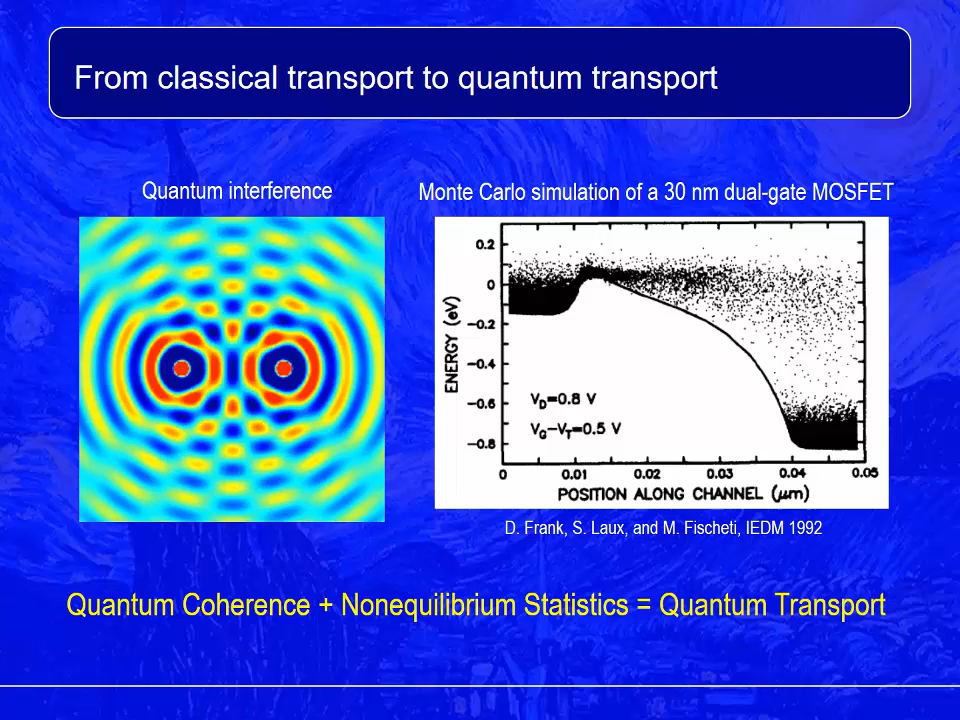 From classical transport to quantum transport
Quantum interference
Monte Carlo simulation of a 30 nm dual-gate MOSFET
0.2
0
−0.2
−0.4
−0.6
−0.8
ENERGY (eV)
V_D=0.8 V
V_G−V_T=0.5 V
0 0.01 0.02 0.03 0.04 0.05
POSITION ALONG CHANNEL (μm)
D. Frank, S. Laux, and M. Fischeti, IEDM 1992
Quantum Coherence + Nonequilibrium Statistics = Quantum Transport